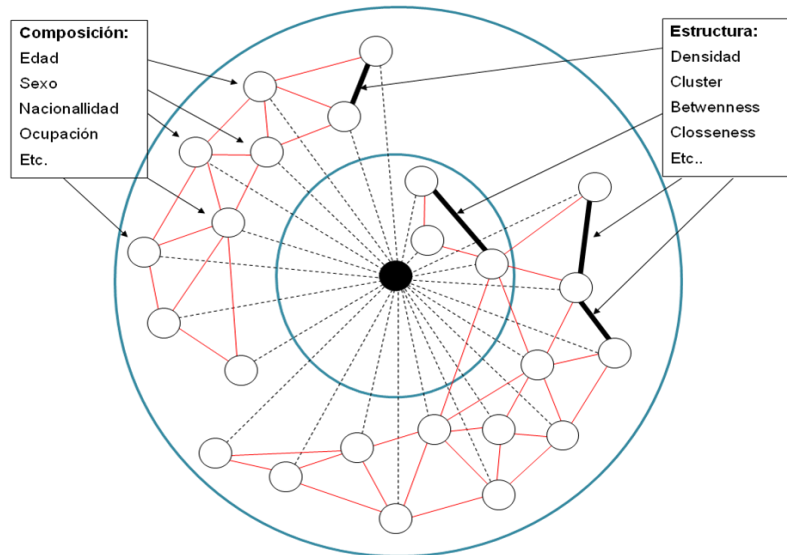 Composición:
Edad
Sexo
Nacionallidad
Ocupación
Etc.
Estructura:
Densidad
Cluster
Betwenness
Closseness
Etc..